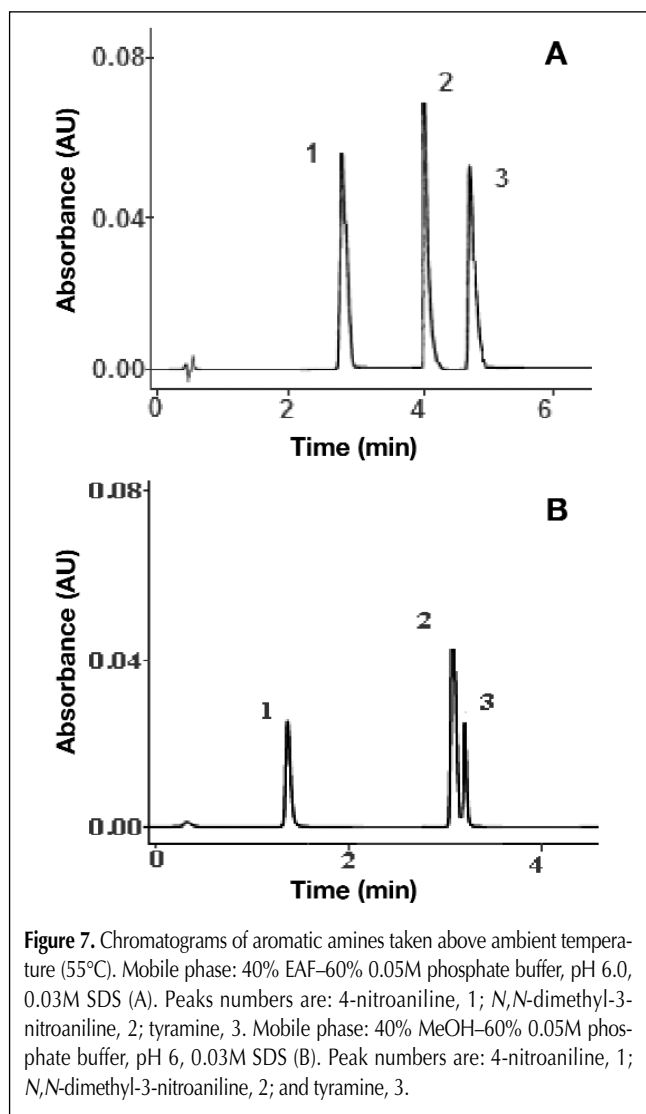 A
0.08
2
1
3
0.04
Absorbance (AU)
0.00
0 2 4 6
Time (min)
0.08
B
2
0.04
1
3
Absorbance (AU)
0.00
0 2 4
Time (min)
Figure 7. Chromatograms of aromatic amines taken above ambient tempera-
ture (55°C). Mobile phase: 40% EAF–60% 0.05M phosphate buffer, pH 6.0,
0.03M SDS (A). Peaks numbers are: 4-nitroaniline, 1; N,N-dimethyl-3-
nitroaniline, 2; tyramine, 3. Mobile phase: 40% MeOH–60% 0.05M phos-
phate buffer, pH 6, 0.03M SDS (B). Peak numbers are: 4-nitroaniline, 1;
N,N-dimethyl-3-nitroaniline, 2; and tyramine, 3.